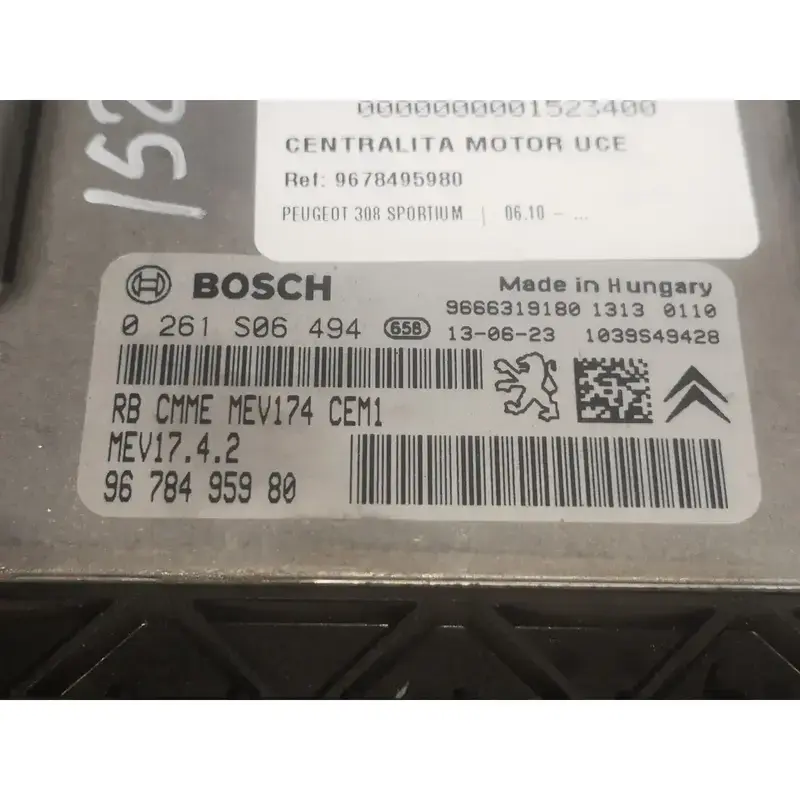 152
0000000001523400
CENTRALITA MOTOR UCE
Ref: 9678495980
PEUGEOT 308 SPORTIUM | 06.10 - ...
BOSCH
Made in Hungary
9666319180 1313 0110
0 261 S06 494 658 13-06-23 1039S49428
RB CMME MEV174 CEM1
MEV17.4.2
96 784 959 80